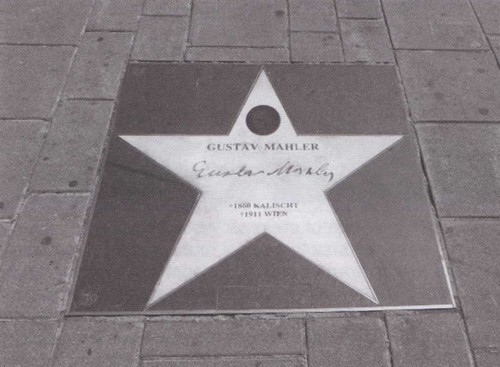 GUSTAV MAHLER
Gustav Mahler
*1860 KALISCHT
†1911 WIEN